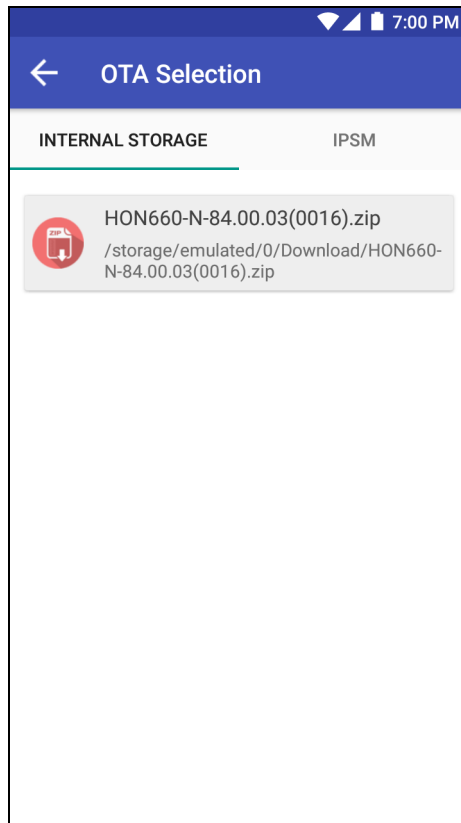 7:00 PM
OTA Selection
INTERNAL STORAGE IPSM
HON660-N-84.00.03(0016).zip
ZIP
/storage/emulated/0/Download/HON660-
N-84.00.03(0016).zip